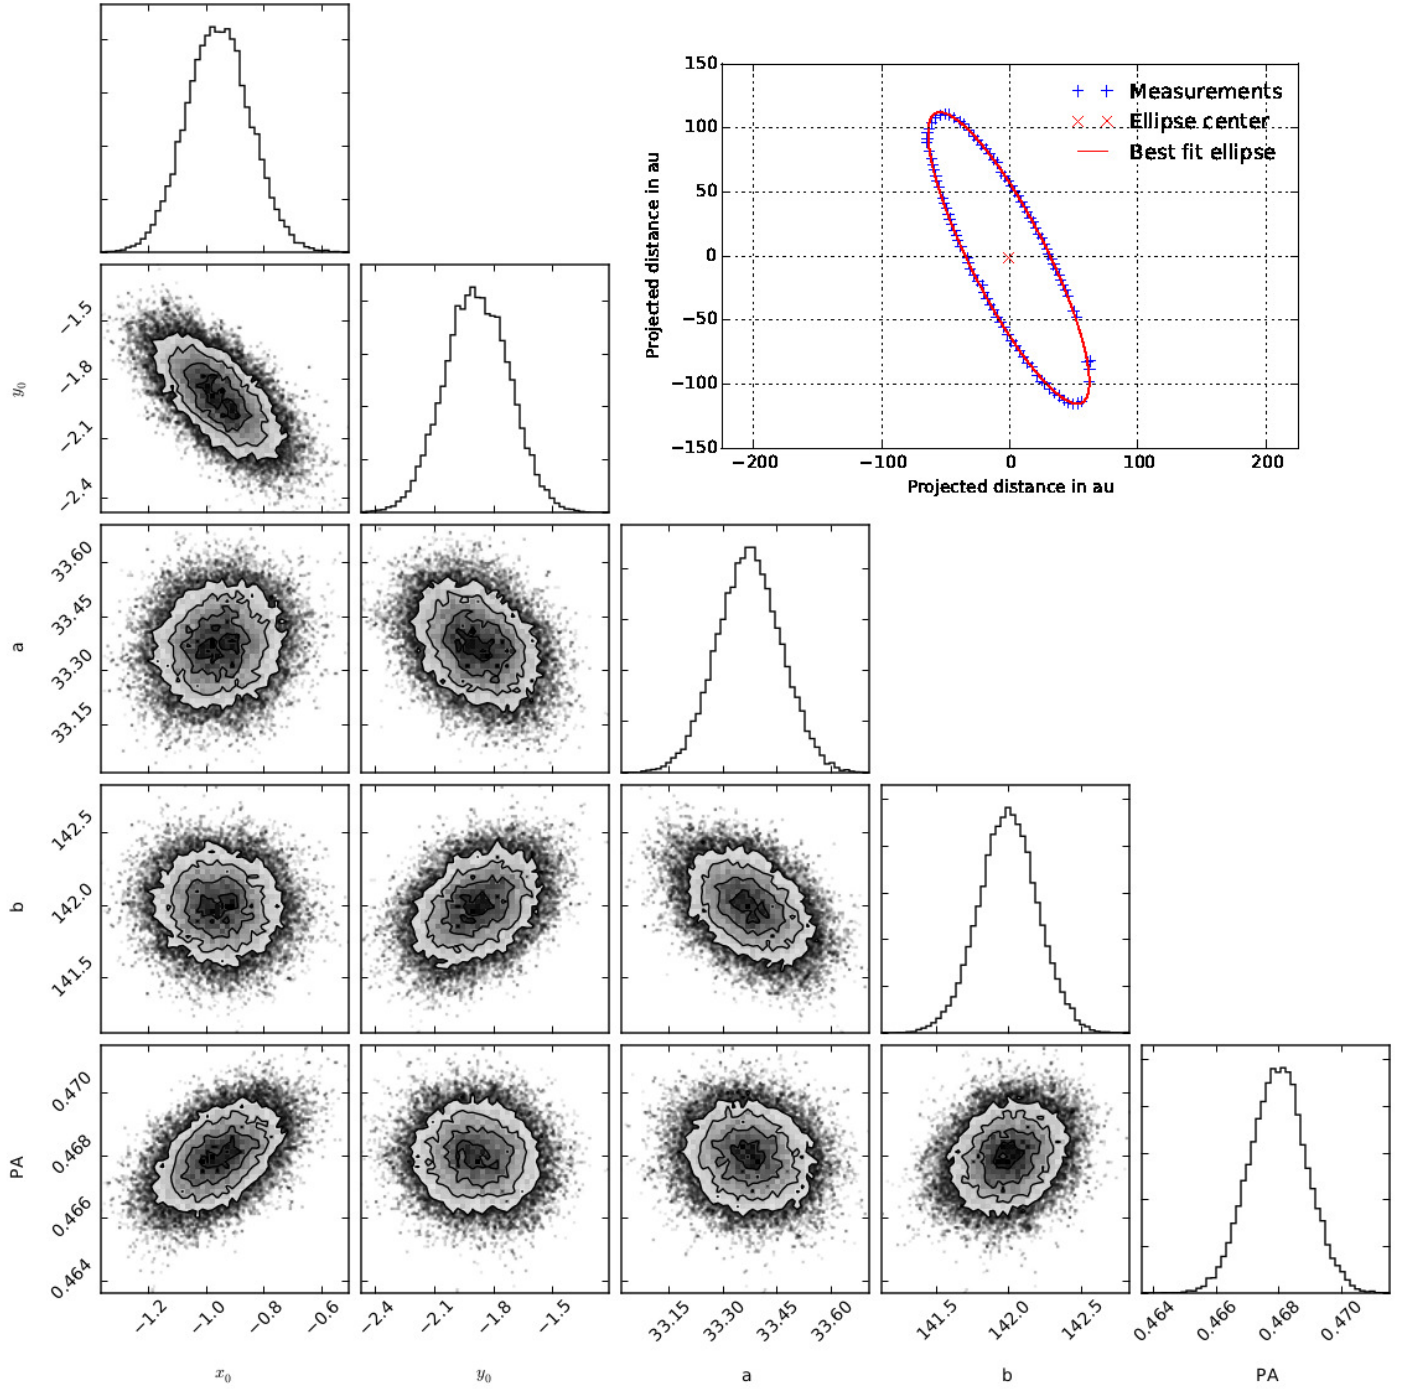 150
100
50
0
−50
−100
−150
−200
−100
0
100
200
Projected distance in au
Projected distance in au
Measurements
Ellipse center
Best fit ellipse
y₀
−1.5
−1.8
−2.1
−2.4
a
33.60
33.45
33.30
33.15
b
142.5
142.0
141.5
PA
0.470
0.468
0.466
0.464
−1.2 −1.0 −0.8 −0.6
−2.4 −2.1 −1.8 −1.5
33.15 33.30 33.45 33.60
141.5 142.0 142.5
0.464 0.466 0.468 0.470
x₀ y₀ a b PA